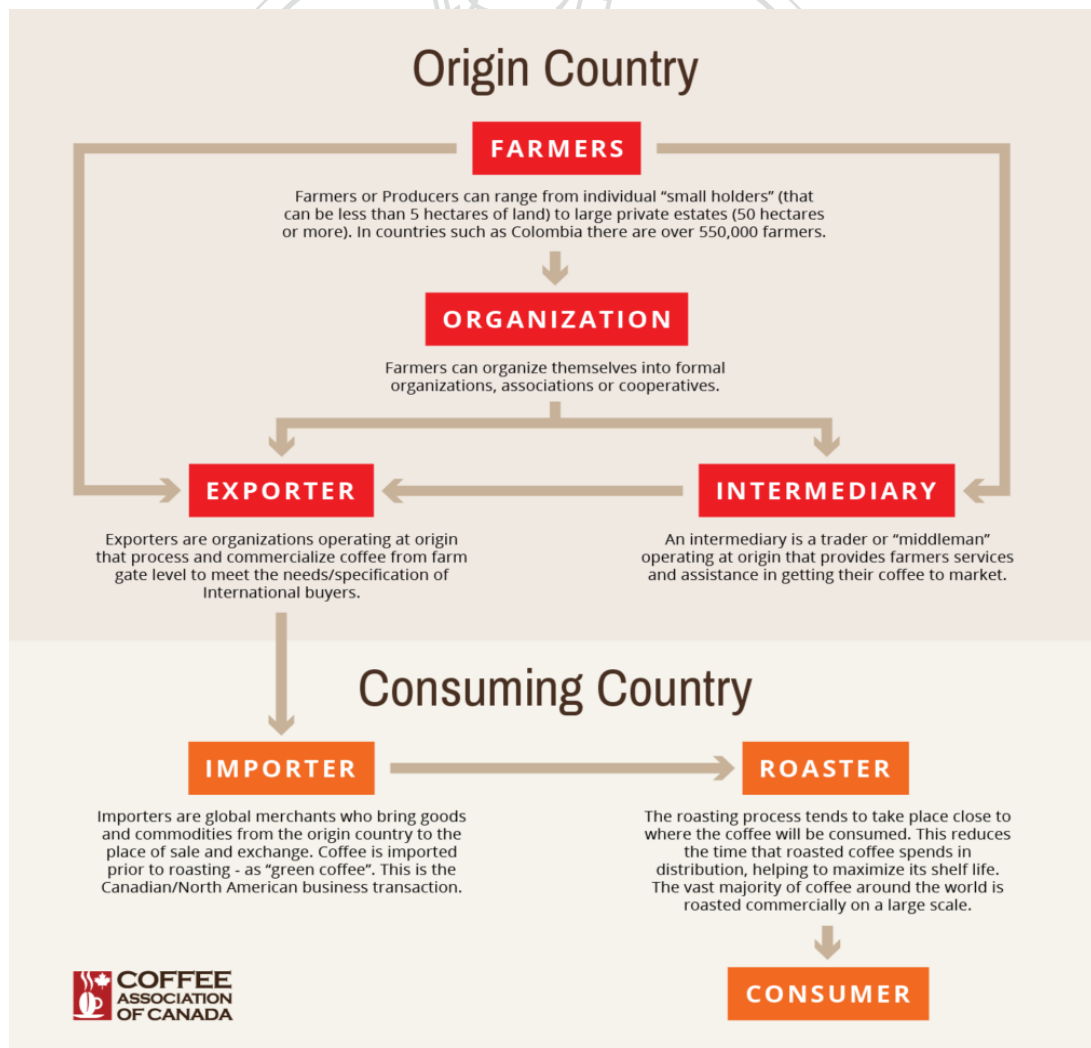 Origin Country
FARMERS
Farmers or Producers can range from individual “small holders” (that
can be less than 5 hectares of land) to large private estates (50 hectares
or more). In countries such as Colombia there are over 550,000 farmers.
ORGANIZATION
Farmers can organize themselves into formal
organizations, associations or cooperatives.
EXPORTER
Exporters are organizations operating at origin
that process and commercialize coffee from farm
gate level to meet the needs/specification of
International buyers.
INTERMEDIARY
An intermediary is a trader or “middleman”
operating at origin that provides farmers services
and assistance in getting their coffee to market.
Consuming Country
IMPORTER
Importers are global merchants who bring goods
and commodities from the origin country to the
place of sale and exchange. Coffee is imported
prior to roasting - as “green coffee”. This is the
Canadian/North American business transaction.
ROASTER
The roasting process tends to take place close to
where the coffee will be consumed. This reduces
the time that roasted coffee spends in
distribution, helping to maximize its shelf life.
The vast majority of coffee around the world is
roasted commercially on a large scale.
CONSUMER
COFFEE
ASSOCIATION
OF CANADA